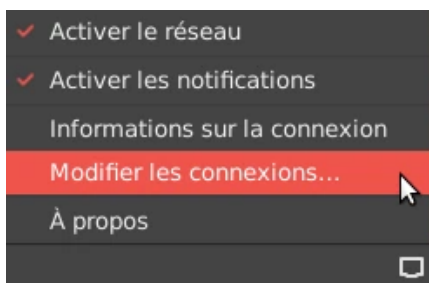 Activer le réseau
Activer les notifications
Informations sur la connexion
Modifier les connexions...
À propos